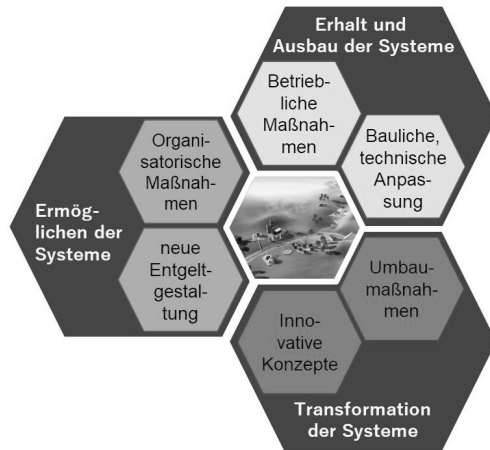 Erhalt und
Ausbau der Systeme
Betrieb-
liche
Maßnah-
men
Bauliche,
technische
Anpas-
sung
Organi-
satorische
Maßnah-
men
Ermög-
lichen der
Systeme
neue
Entgelt-
gestal-
tung
Umbau-
maßnah-
men
Inno-
vative
Konzepte
Transformation
der Systeme